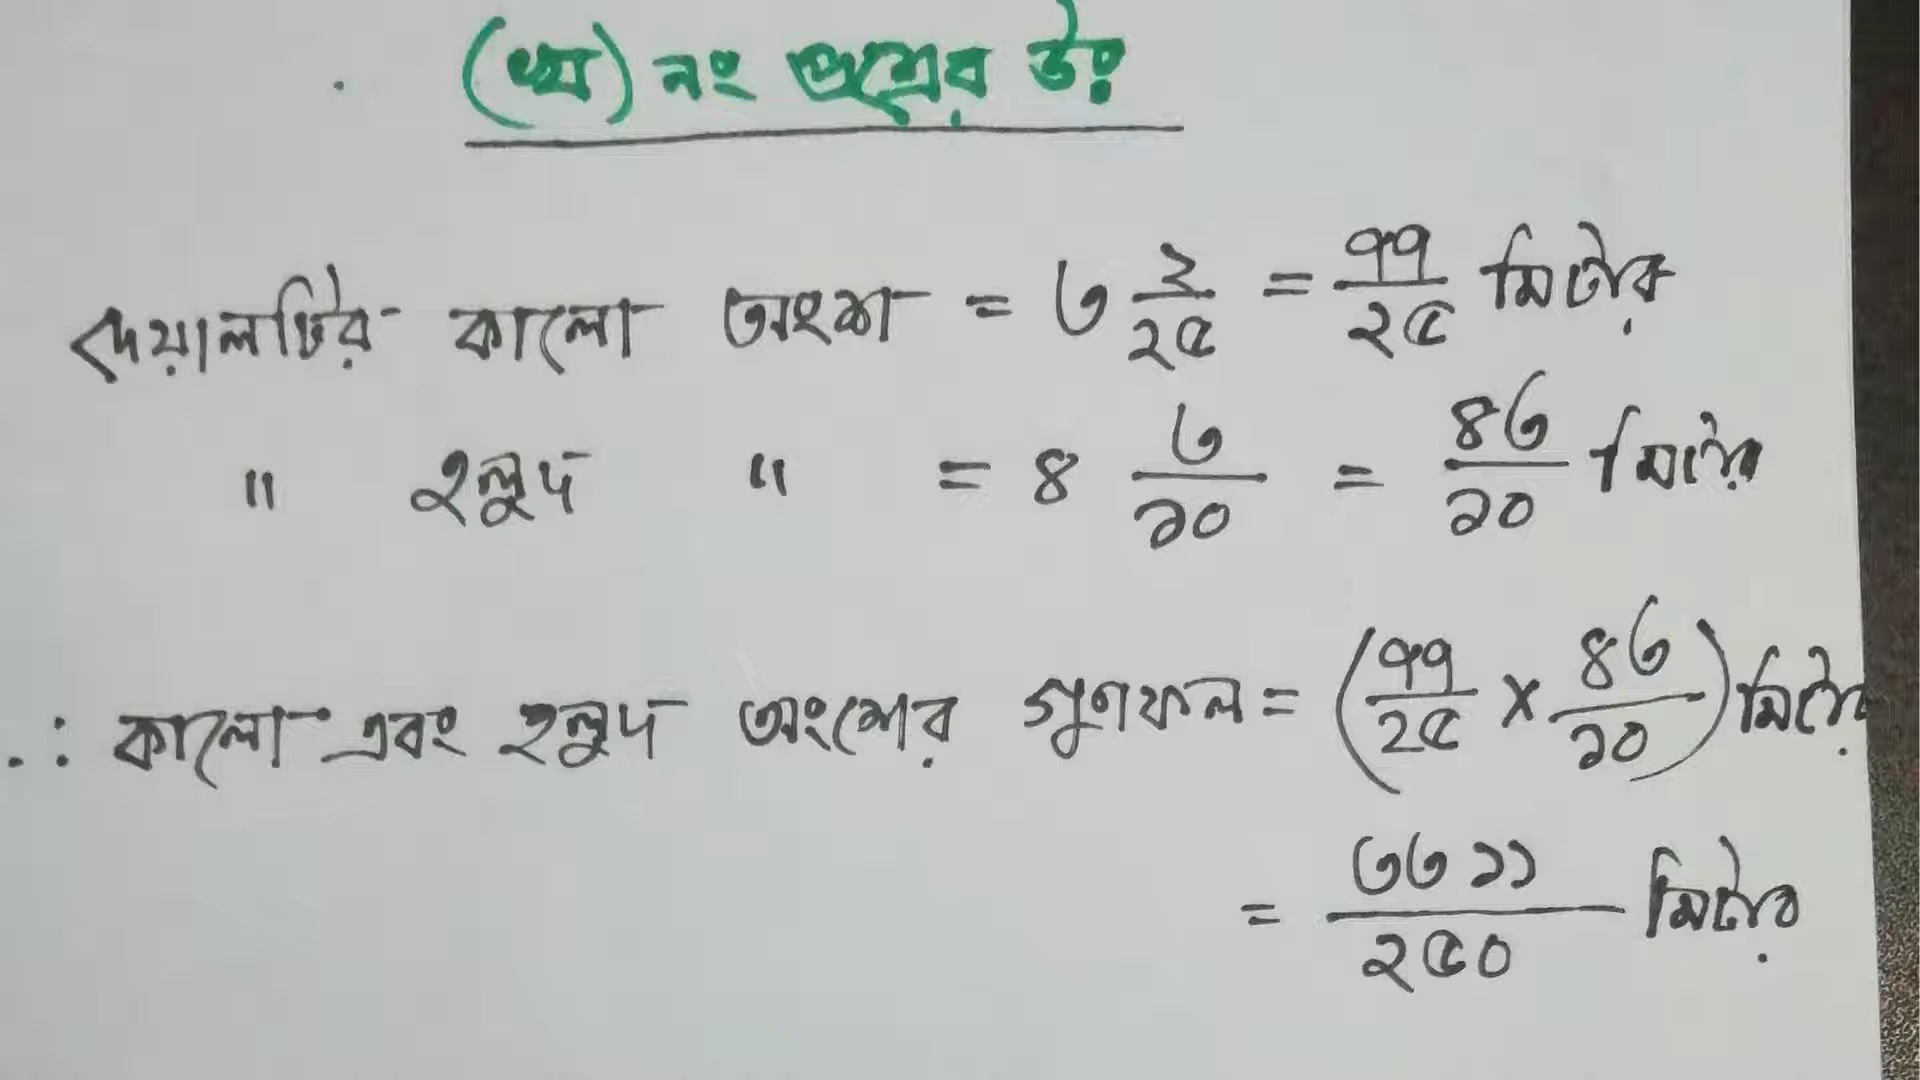 (খ) নং প্রশ্নের উঃ
দেয়ালটির কালো অংশ = ৩ ২/২৫ = ৭৭/২৫ মিটার
" হলুদ " = ৪ ৩/১০ = ৪৩/১০ মিটার
∴ কালো এবং হলুদ অংশের গুণফল = (৭৭/২৫ × ৪৩/১০) মিটার
= ৩৩১১/২৫০ মিটার